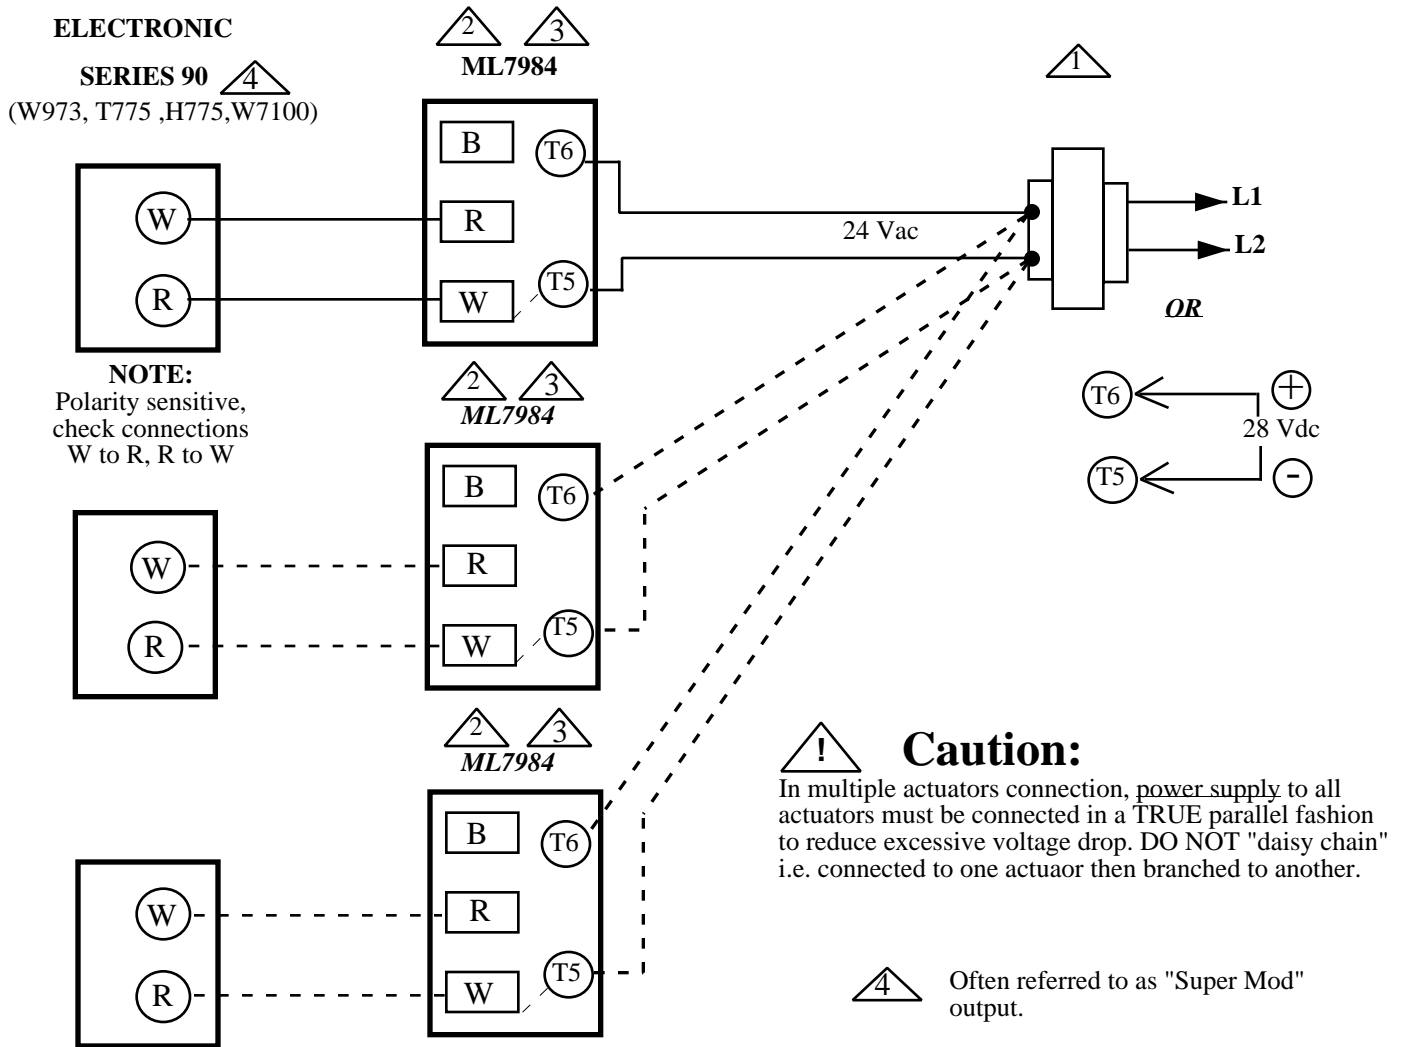 ELECTRONIC
SERIES 90 4
(W973, T775 ,H775,W7100)
2 3
ML7984
1
B
T6
W
R
R
T5
W
24 Vac
L1
L2
OR
NOTE:
Polarity sensitive,
check connections
W to R, R to W
2 3
ML7984
T6
+
28 Vdc
T5
-
B
T6
W
R
R
T5
W
2 3
ML7984
! Caution:
In multiple actuators connection, power supply to all
actuators must be connected in a TRUE parallel fashion
to reduce excessive voltage drop. DO NOT "daisy chain"
i.e. connected to one actuaor then branched to another.
B
T6
W
R
R
T5
W
4 Often referred to as "Super Mod"
output.